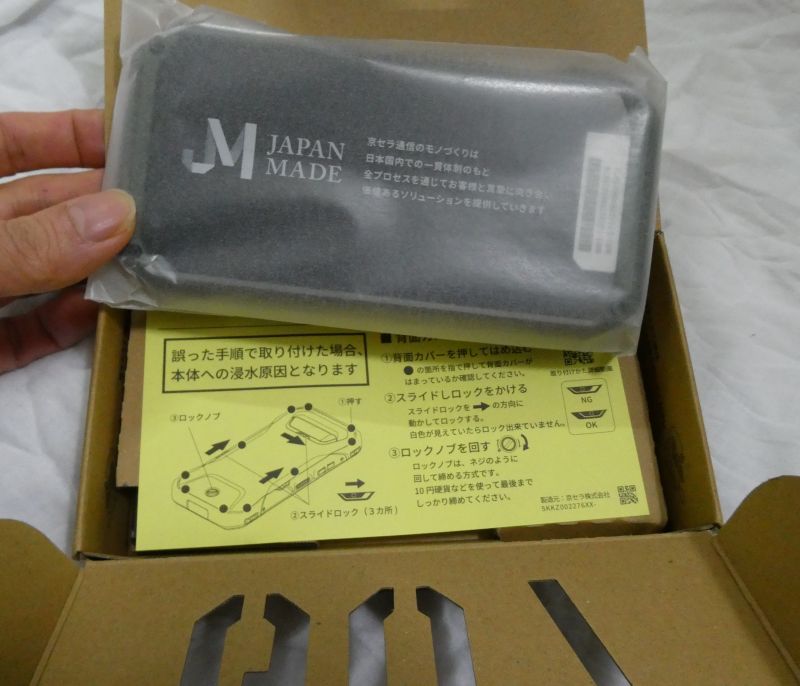 JM JAPAN
MADE
京セラ通信のモノづくりは
日本国内での一貫体制のもと
全プロセスを通じてお客様と真摯に向き合い
価値あるソリューションを提供していきます
誤った手順で取り付けた場合、
本体への浸水原因となります
■背面カ
①背面カバーを押してはめ込む
●の箇所を指で押して背面カバーが
はまっているか確認してください。
②スライドしロックをかける
スライドロックを➡の方向に
動かしてロックする。
白色が見えていたらロック出来ていません。
③ロックノブを回す
ロックノブは、ネジのように
回して締める方式です。
10円硬貨などを使って最後まで
しっかり締めてください。
取り付けかた
NG
OK
①押す
③ロックノブ
②スライドロック（3カ所）
製造元：京セラ株式会社
5KKZ002276XX-